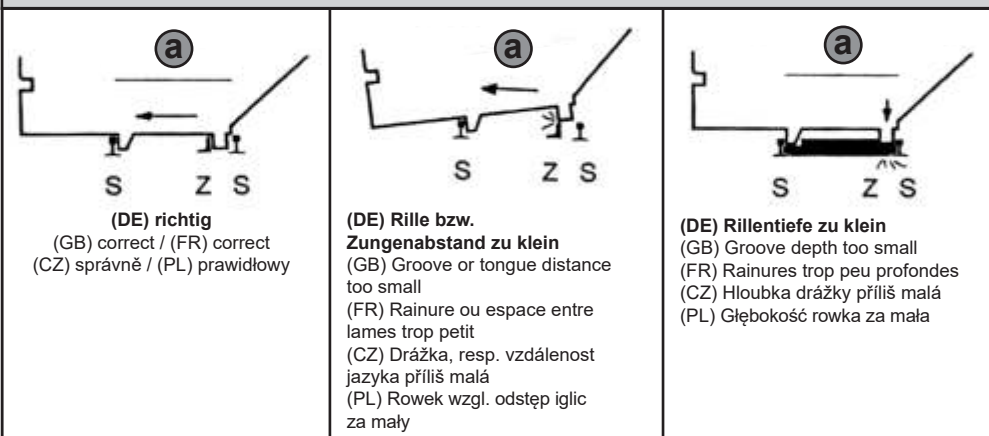 a
S Z S
(DE) richtig
(GB) correct / (FR) correct
(CZ) správně / (PL) prawidłowy
a
S Z S
(DE) Rille bzw.
Zungenabstand zu klein
(GB) Groove or tongue distance
too small
(FR) Rainure ou espace entre
lames trop petit
(CZ) Drážka, resp. vzdálenost
jazyka příliš malá
(PL) Rowek wzgl. odstęp iglic
za mały
a
S Z S
(DE) Rillentiefe zu klein
(GB) Groove depth too small
(FR) Rainures trop peu profondes
(CZ) Hloubka drážky příliš malá
(PL) Głębokość rowka za mała